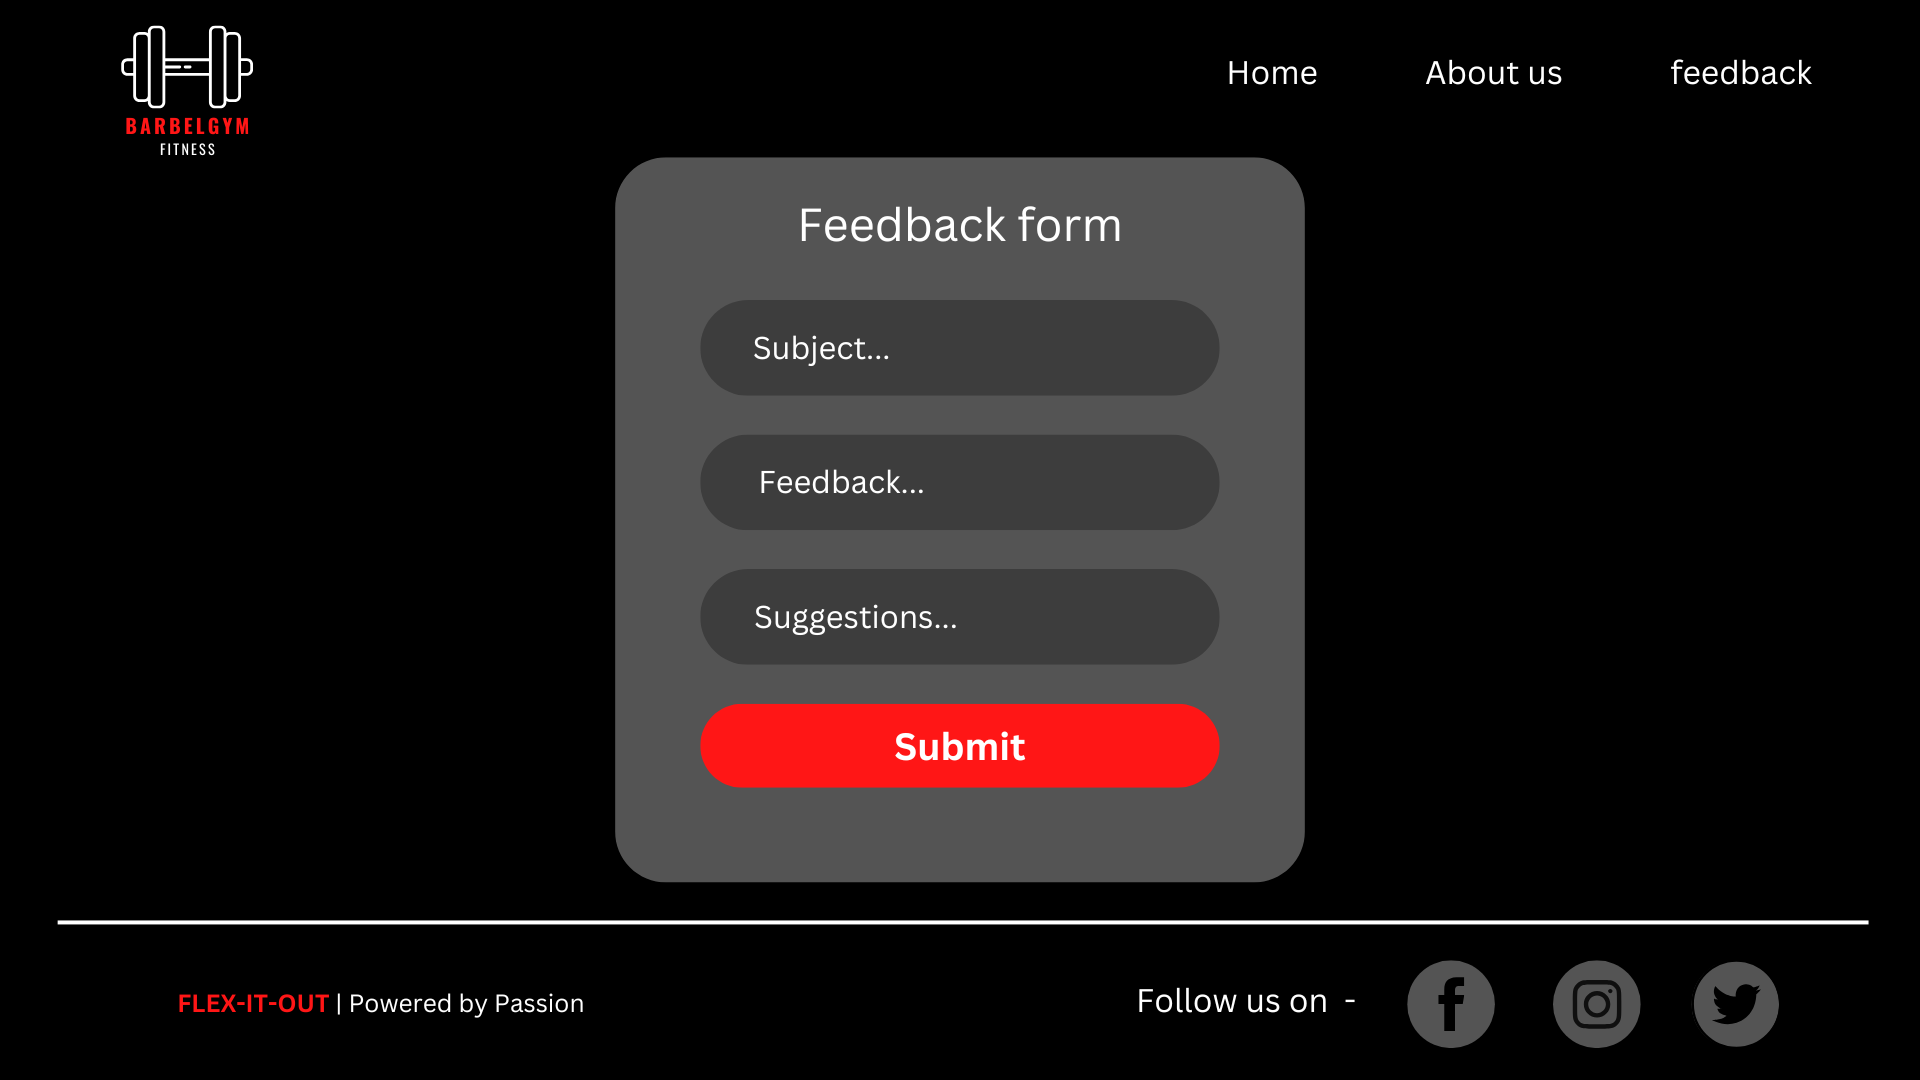 BARBELGYM
FITNESS
Home
About us
feedback
Feedback form
Subject...
Feedback...
Suggestions...
Submit
FLEX-IT-OUT | Powered by Passion
Follow us on -